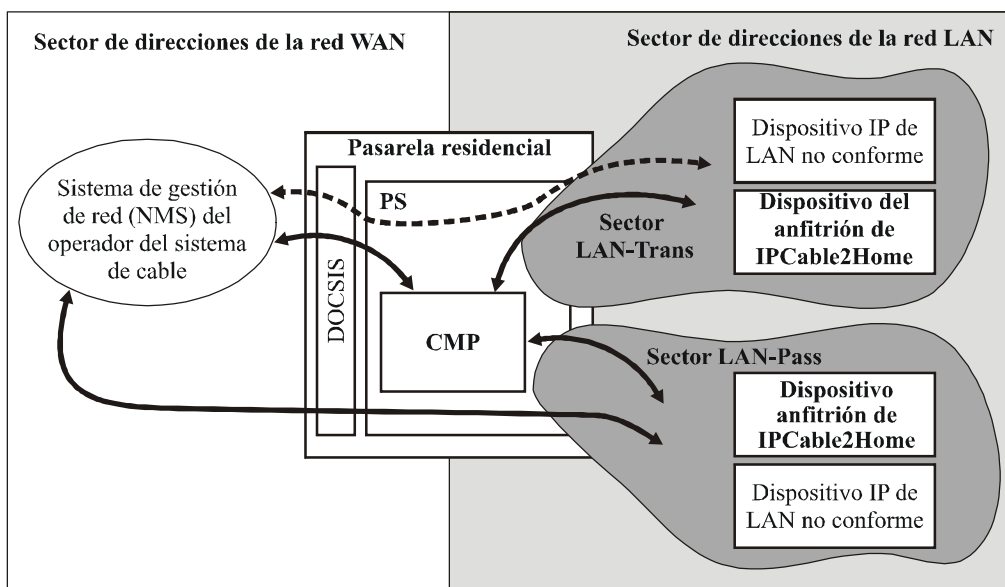 Sector de direcciones de la red WAN
Sector de direcciones de la red LAN
Pasarela residencial
Sistema de gestión
de red (NMS) del
operador del sistema
de cable
DOCSIS
PS
CMP
Sector
LAN-Trans
Dispositivo IP de
LAN no conforme
Dispositivo del
anfitrión de
IPCable2Home
Sector LAN-Pass
Dispositivo
anfitrión de
IPCable2Home
Dispositivo IP de
LAN no conforme